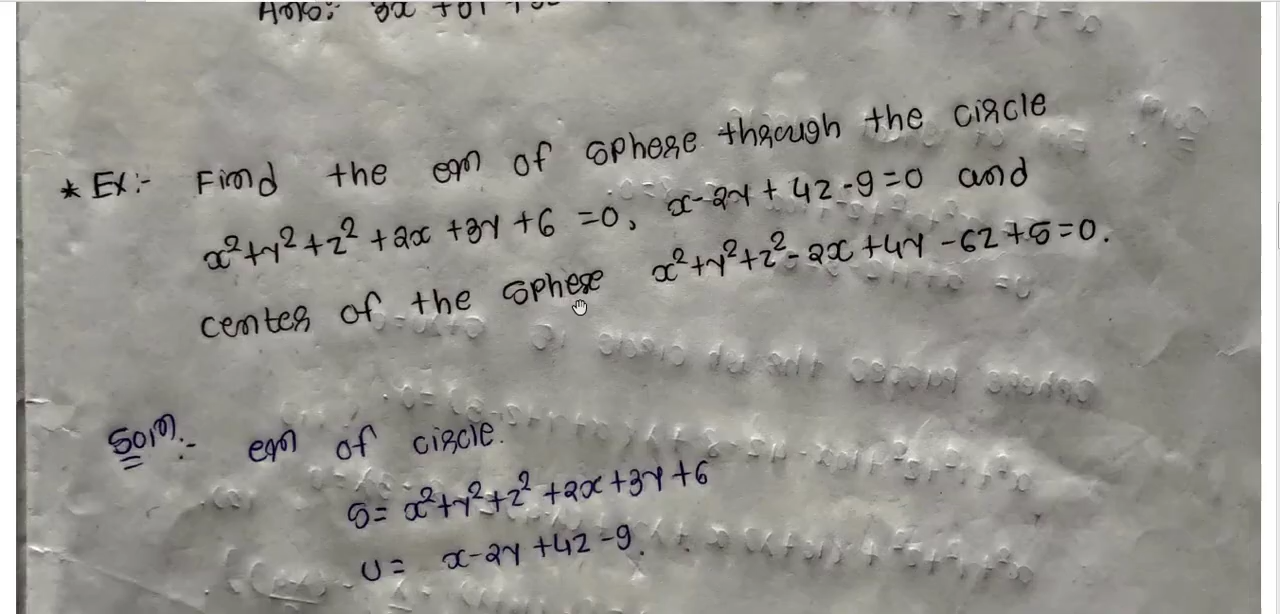 Ans:- 3x
* Ex:- Find the eqn of sphere through the circle
x²+y²+z²+2x+3y+6=0, x-2y+4z-9=0 and
center of the sphere x²+y²+z²-2x+4y-6z+5=0.
Soln:- eqn of circle.
S= x²+y²+z²+2x+3y+6
U= x-2y+4z-9.